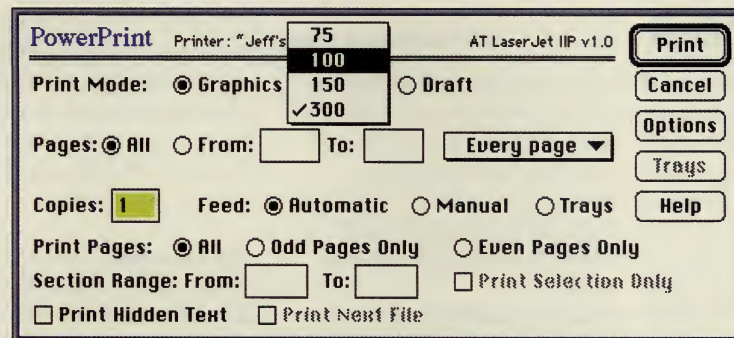 PowerPrint Printer: "Jeff's AT LaserJet IIP v1.0 Print
75
100
150
✓300
Print Mode: Graphics Draft Cancel
Options
Pages: All From: To: Every page
Trays
Copies: 1 Feed: Automatic Manual Trays Help
Print Pages: All Odd Pages Only Even Pages Only
Section Range: From: To: Print Selection Only
Print Hidden Text Print Next File